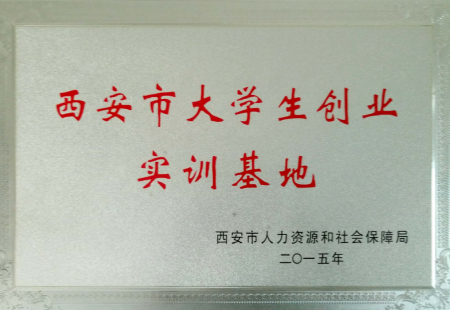 西安市大学生创业
实训基地
西安市人力资源和社会保障局
二〇一五年